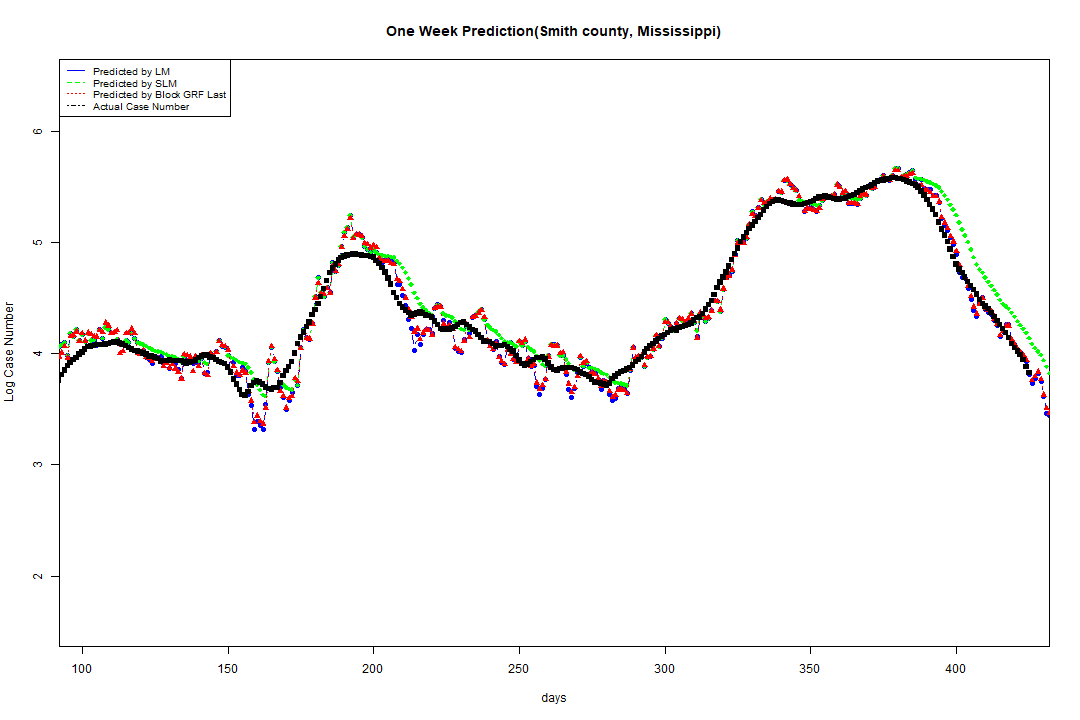 One Week Prediction(Smith county, Mississippi)
Predicted by LM
Predicted by SLM
Predicted by Block GRF Last
Actual Case Number
Log Case Number
6
5
4
3
2
100 150 200 250 300 350 400
days